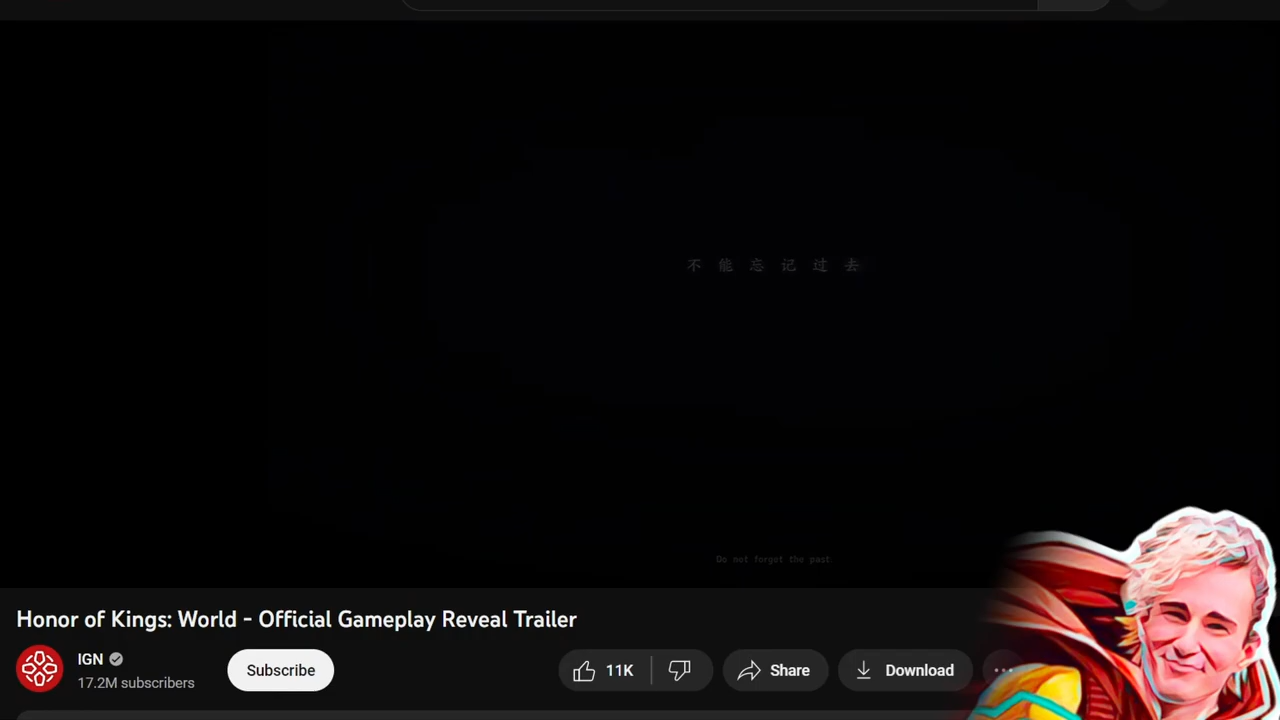 不能忘记过去
Do not forget the past
Honor of Kings: World - Official Gameplay Reveal Trailer
IGN
17.2M subscribers
Subscribe
11K
Share
Download